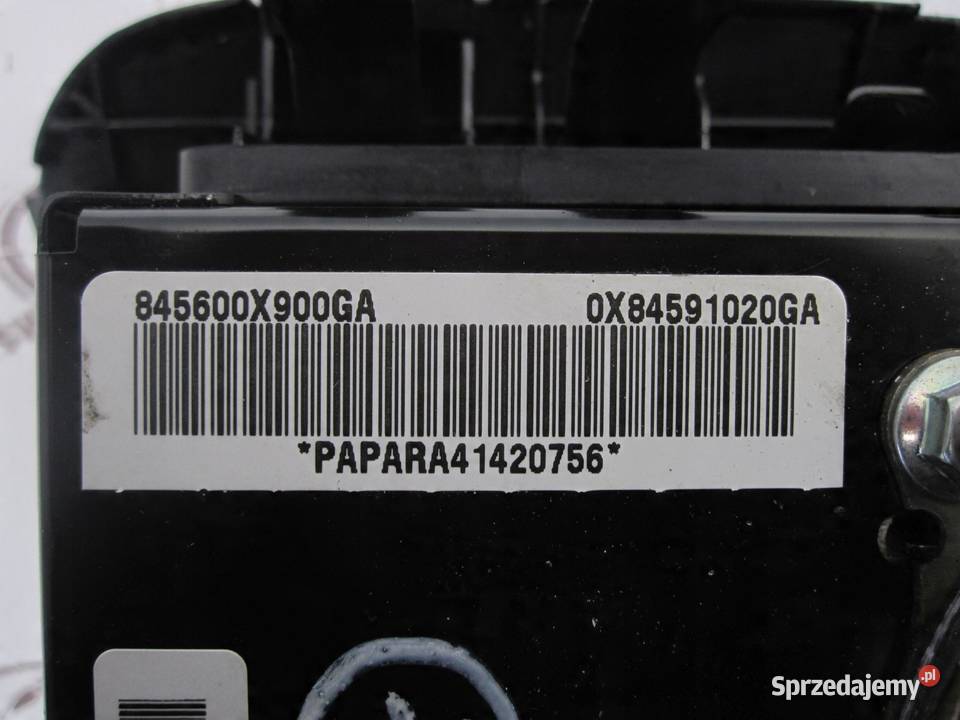 845600X900GA 0X84591020GA
*PAPARA41420756*
Sprzedajemy.pl